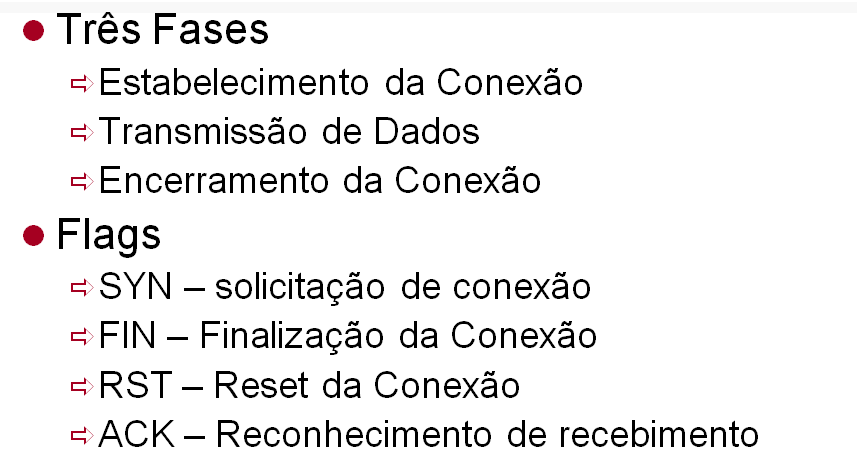 Três Fases
Estabelecimento da Conexão
Transmissão de Dados
Encerramento da Conexão
Flags
SYN – solicitação de conexão
FIN – Finalização da Conexão
RST – Reset da Conexão
ACK – Reconhecimento de recebimento